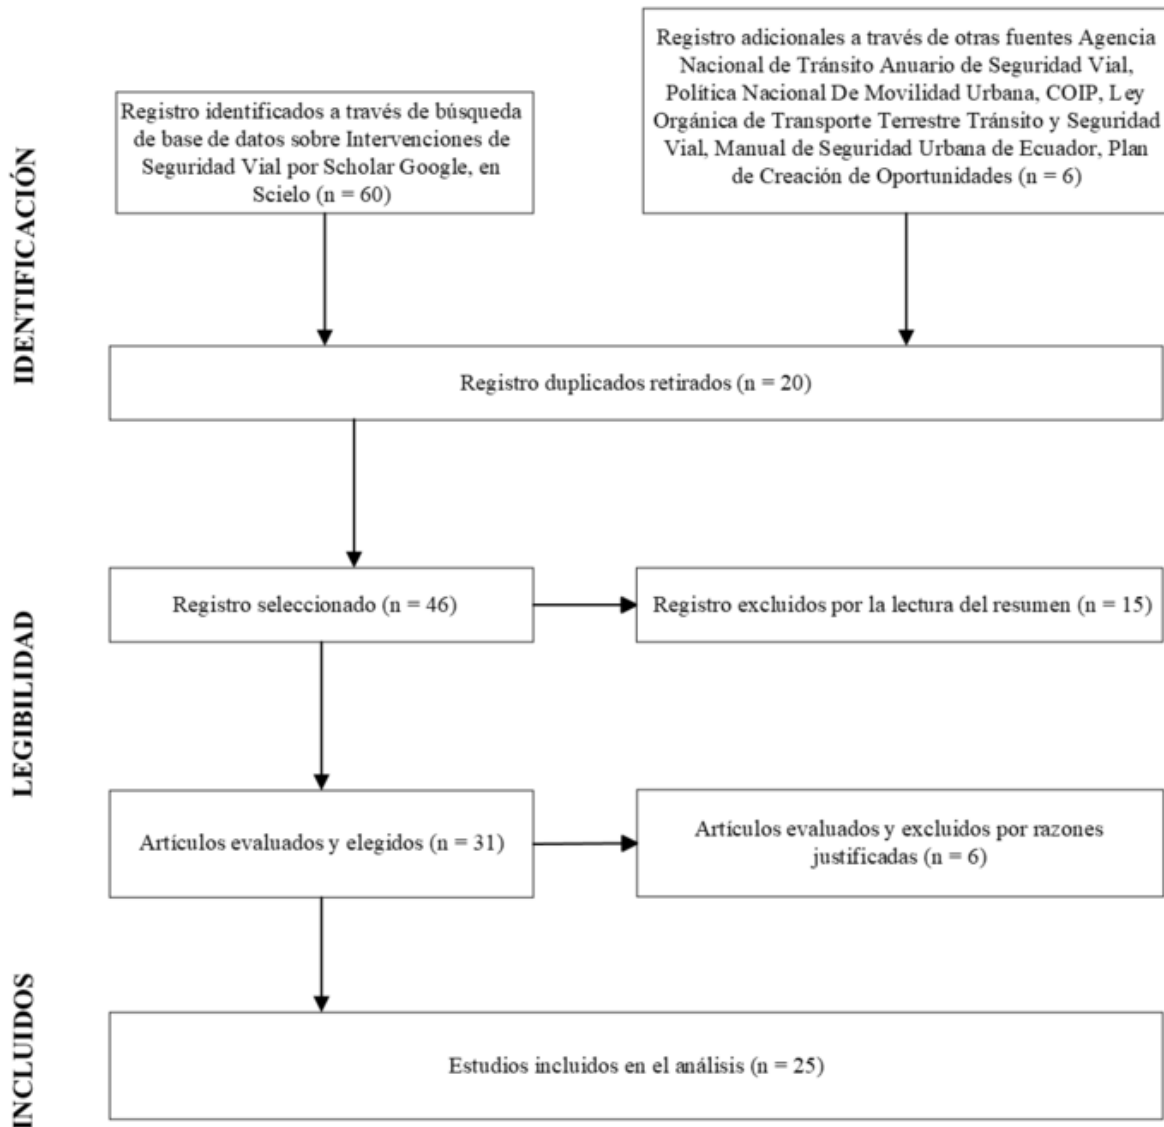 IDENTIFICACIÓN
Registro identificados a través de búsqueda
de base de datos sobre Intervenciones de
Seguridad Vial por Scholar Google, en
Scielo (n = 60)
Registro adicionales a través de otras fuentes Agencia
Nacional de Tránsito Anuario de Seguridad Vial,
Política Nacional De Movilidad Urbana, COIP, Ley
Orgánica de Transporte Terrestre Tránsito y Seguridad
Vial, Manual de Seguridad Urbana de Ecuador, Plan
de Creación de Oportunidades (n = 6)
Registro duplicados retirados (n = 20)
LEGIBILIDAD
Registro seleccionado (n = 46)
Registro excluidos por la lectura del resumen (n = 15)
Artículos evaluados y elegidos (n = 31)
Artículos evaluados y excluidos por razones
justificadas (n = 6)
INCLUIDOS
Estudios incluidos en el análisis (n = 25)